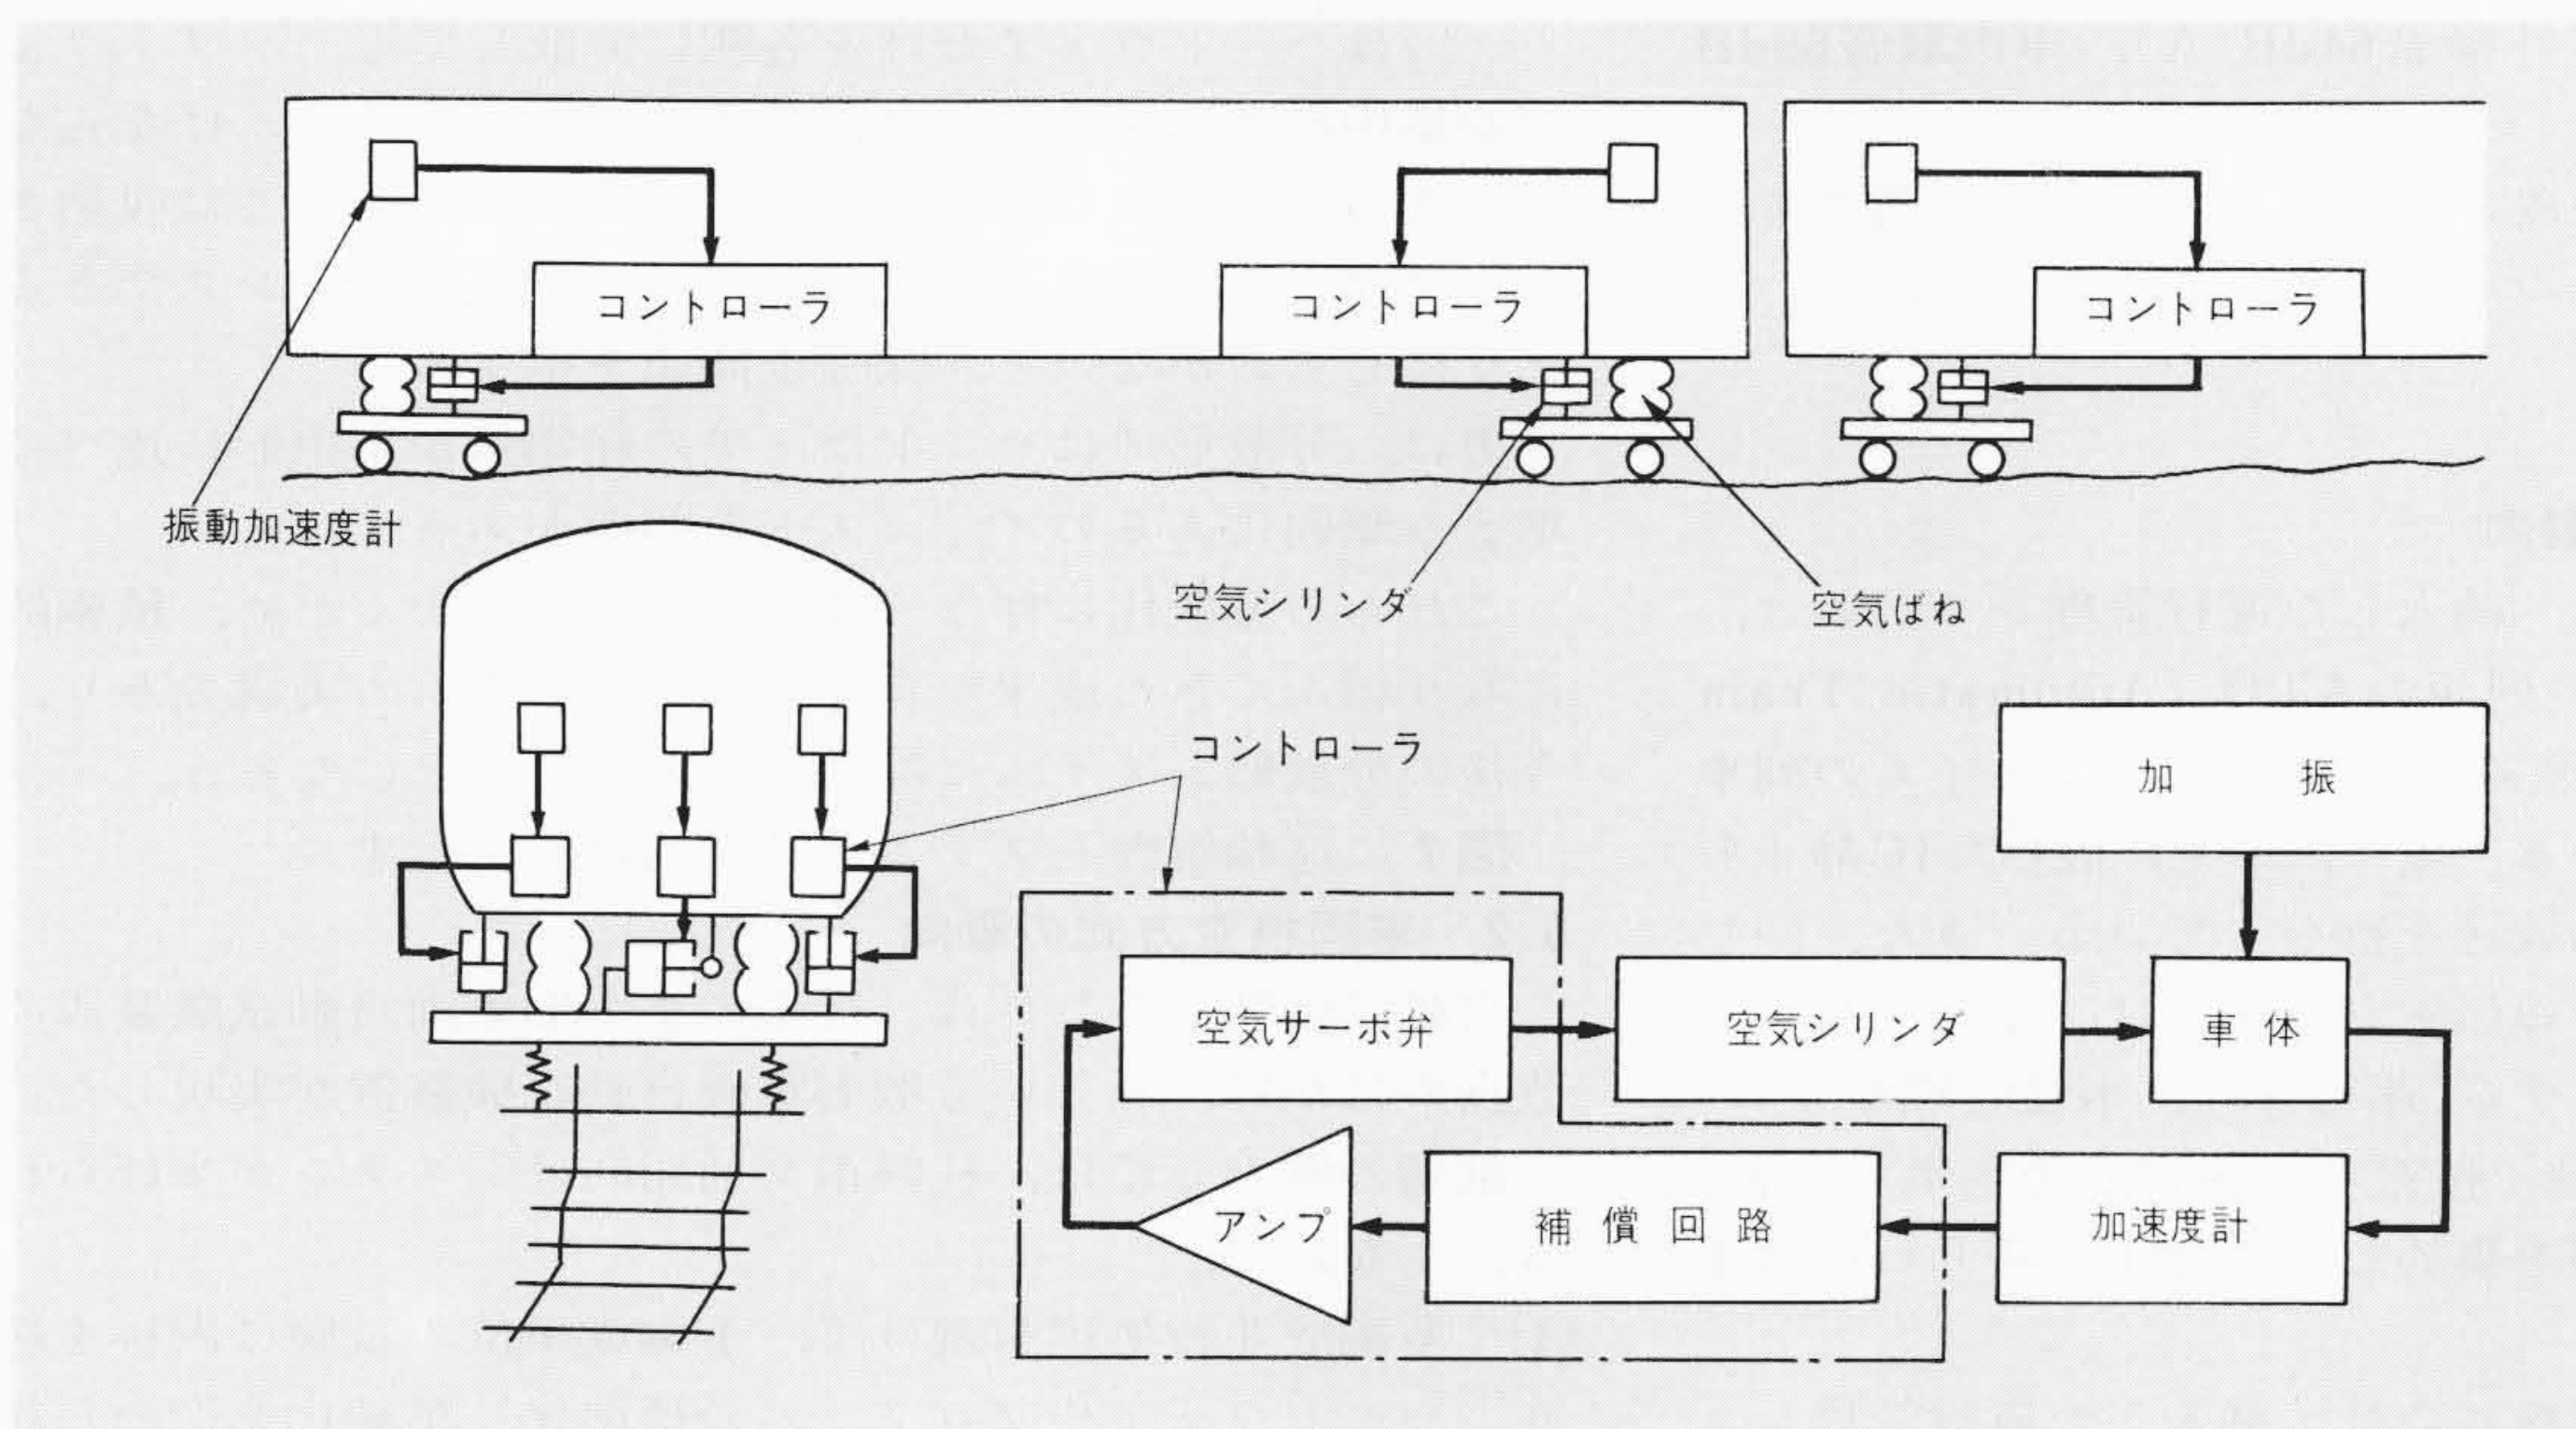 コントローラ
コントローラ
コントローラ
振動加速度計
空気シリンダ
空気ばね
コントローラ
加振
空気サーボ弁
空気シリンダ
車体
アンプ
補償回路
加速度計